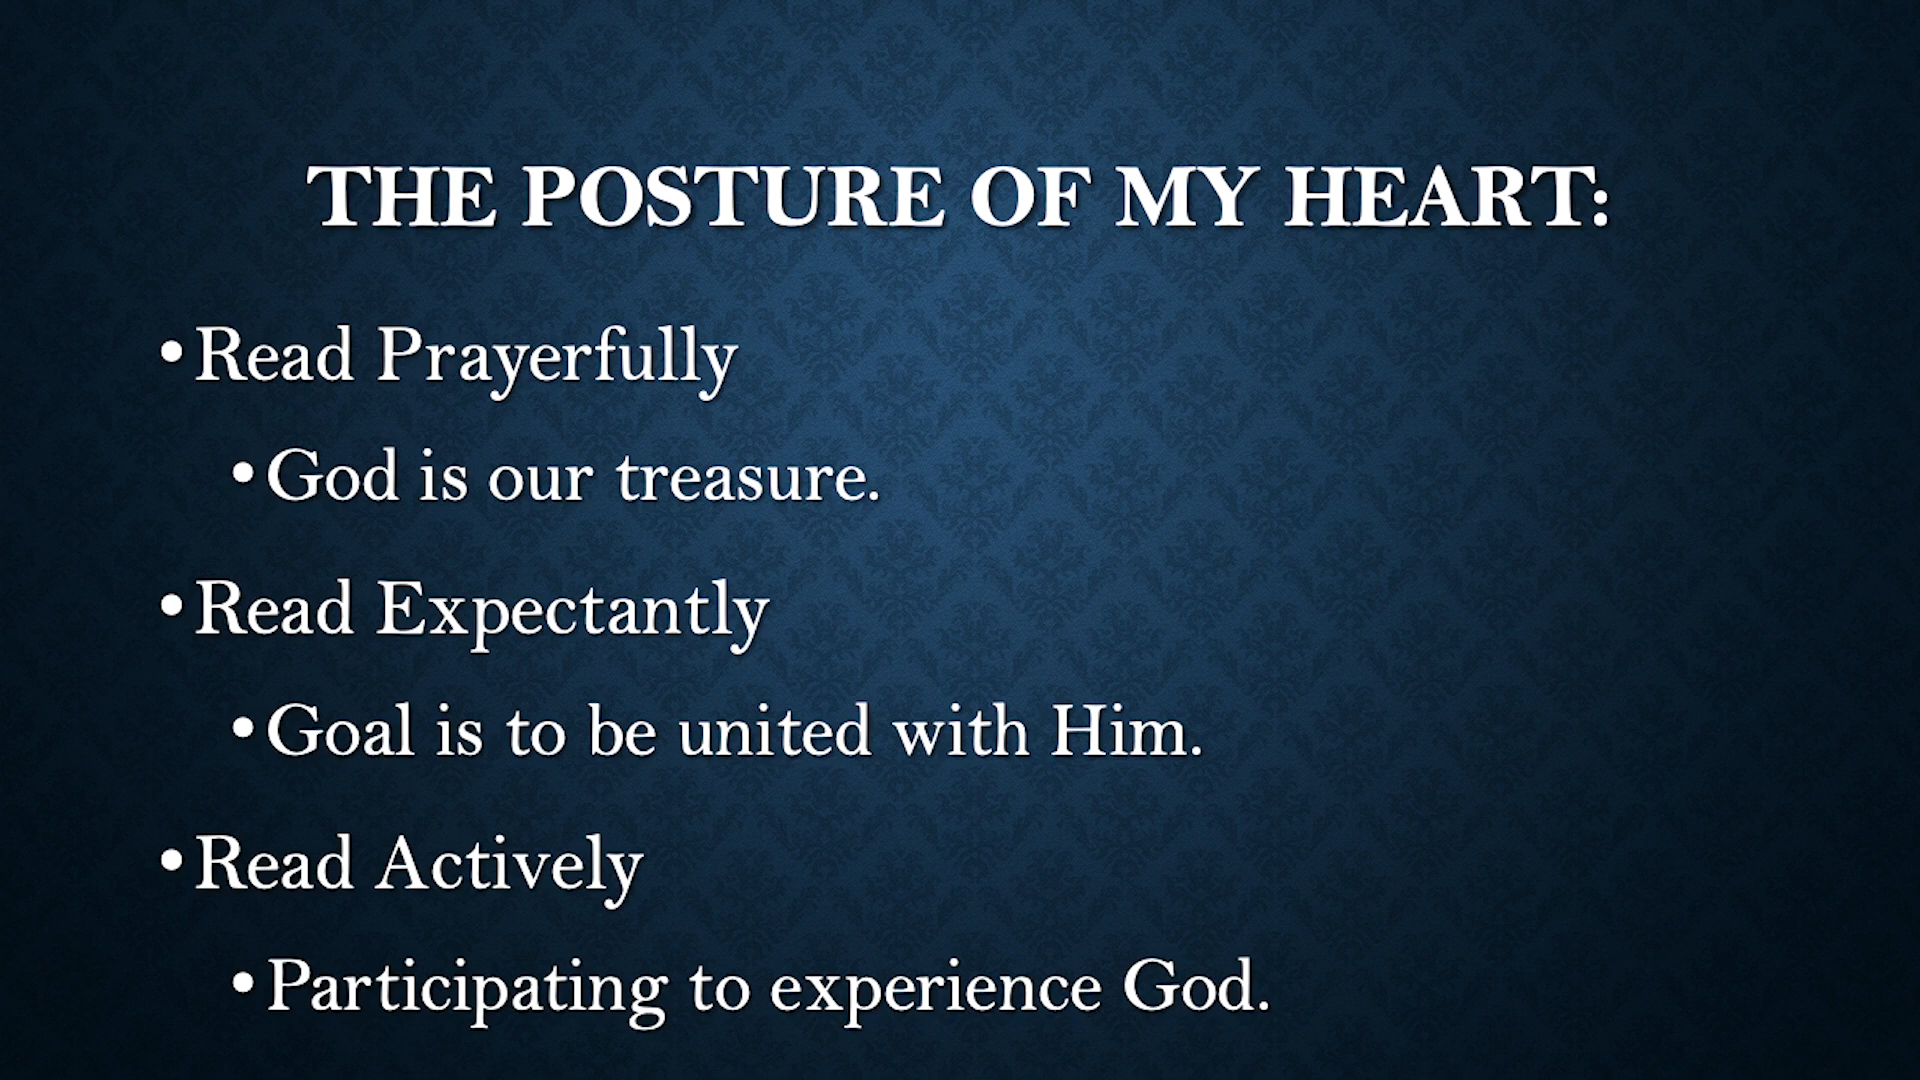 THE POSTURE OF MY HEART:
•Read Prayerfully
•God is our treasure.
•Read Expectantly
•Goal is to be united with Him.
•Read Actively
•Participating to experience God.